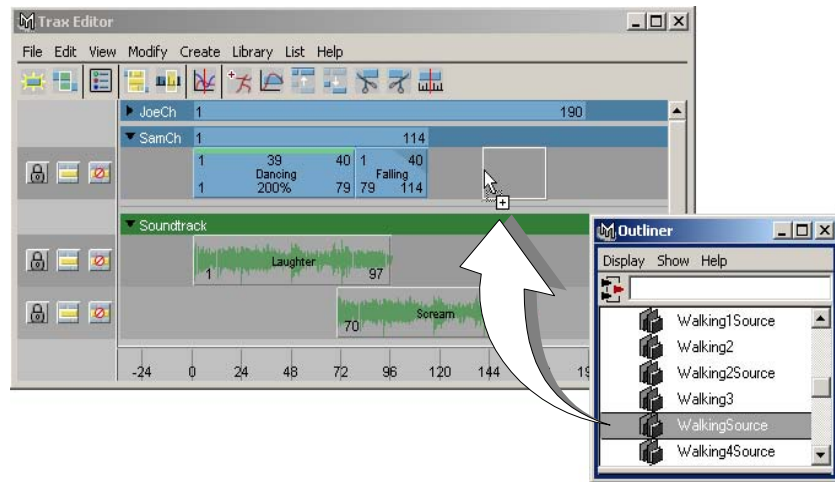 Trax Editor
File Edit View Modify Create Library List Help
JoeCh 1 190
SamCh 1 114
1 39 40 1 40
Dancing Falling
1 200% 79 79 114
Soundtrack
Laughter
1 97
Scream
70
-24 0 24 48 72 96 120 144
Outliner
Display Show Help
Walking1Source
Walking2
Walking2Source
Walking3
WalkingSource
Walking4Source